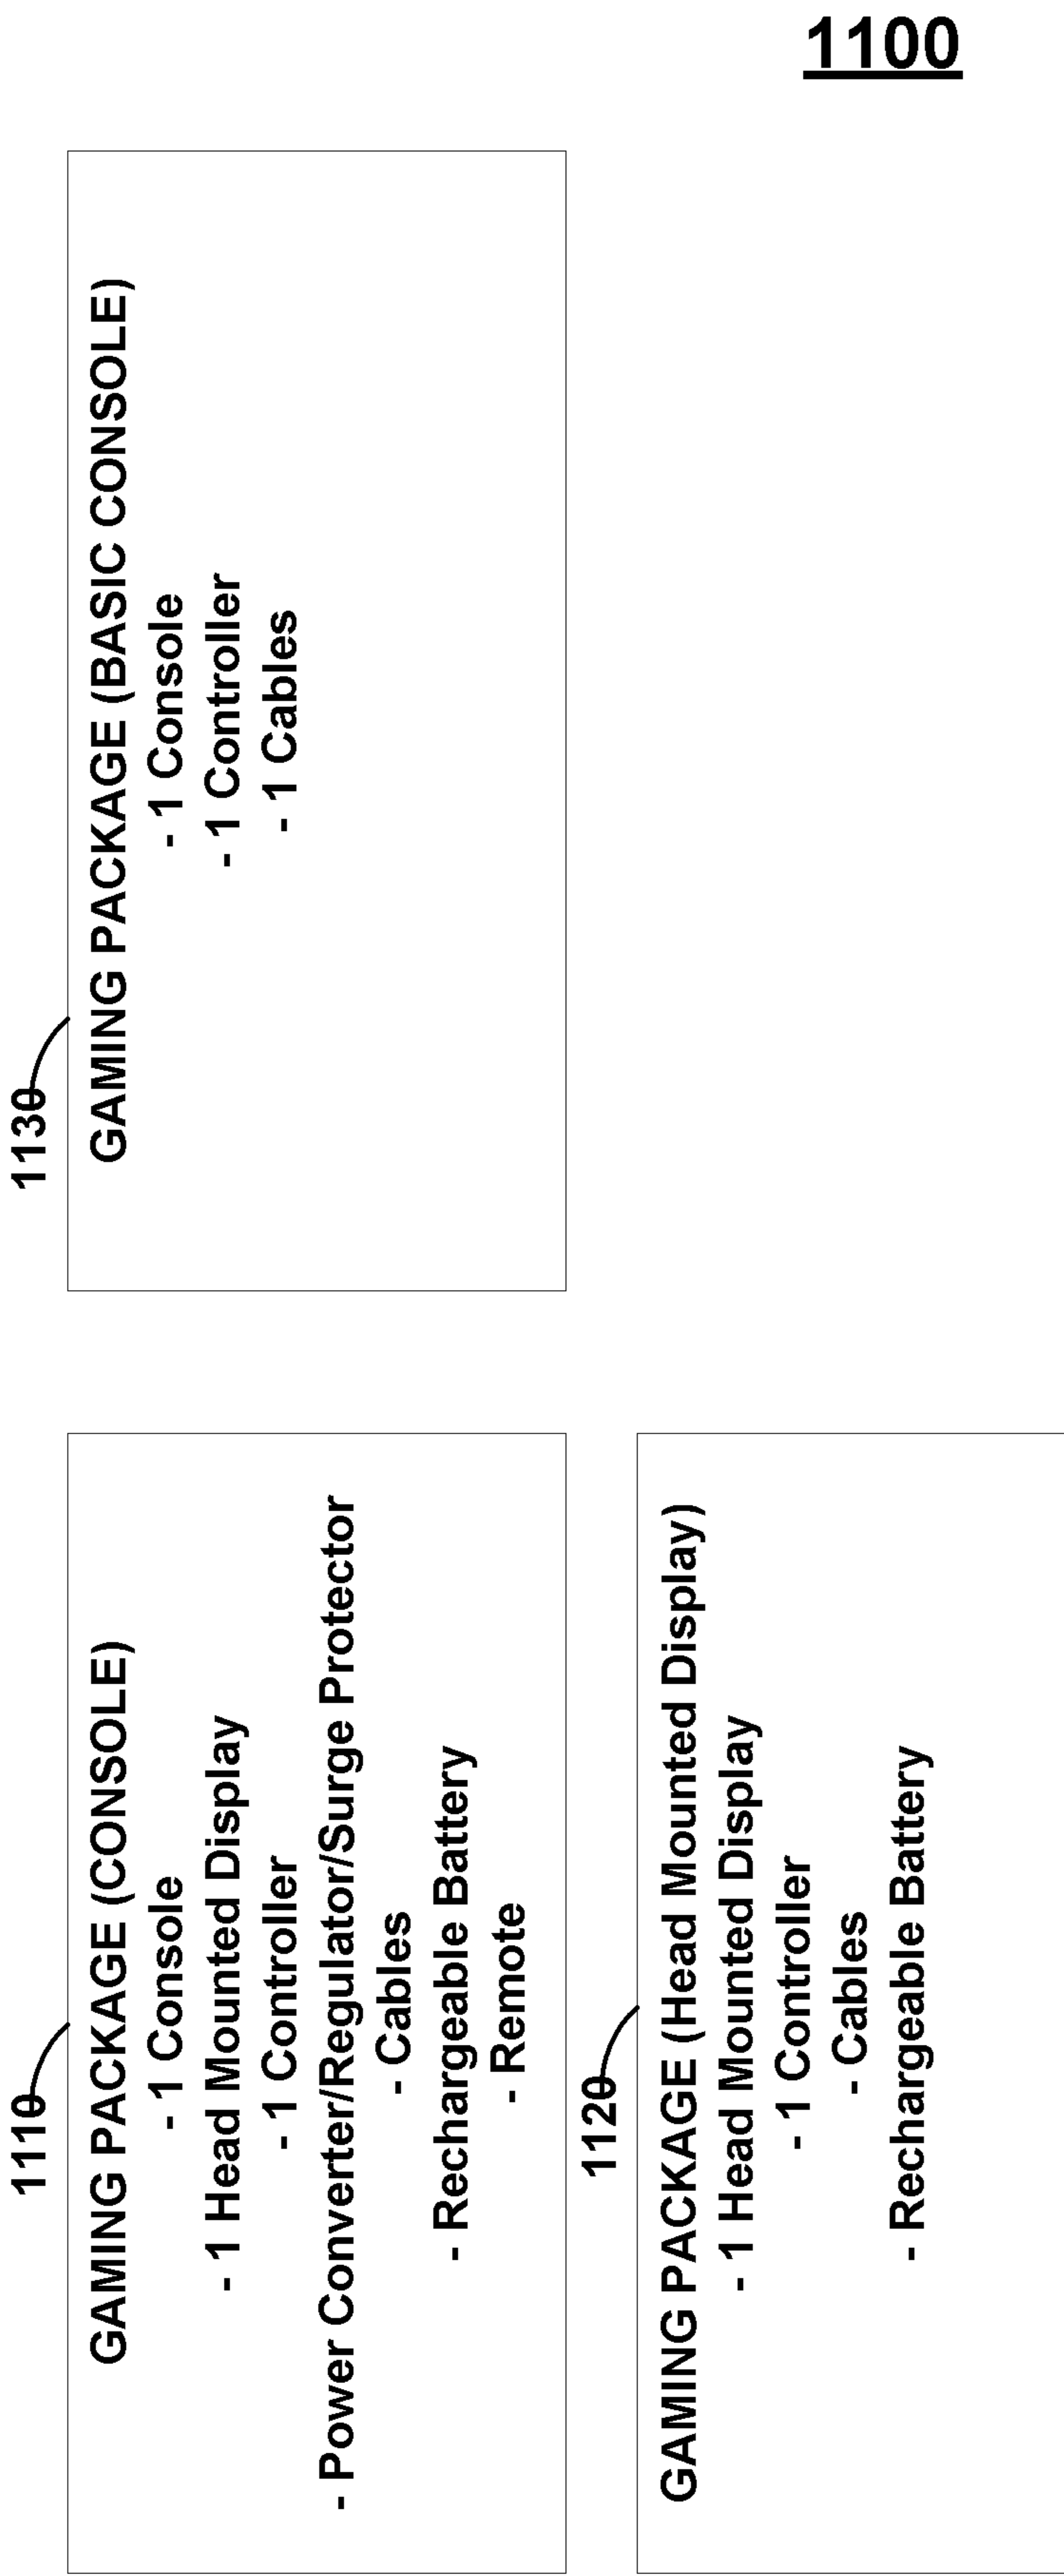 1110
GAMING PACKAGE (CONSOLE)
- 1 Console
- 1 Head Mounted Display
- 1 Controller
- Power Converter/Regulator/Surge Protector
- Cables
- Rechargeable Battery
- Remote
1130
GAMING PACKAGE (BASIC CONSOLE)
- 1 Console
- 1 Controller
- 1 Cables
1120
GAMING PACKAGE (Head Mounted Display)
- 1 Head Mounted Display
- 1 Controller
- Cables
- Rechargeable Battery
1100